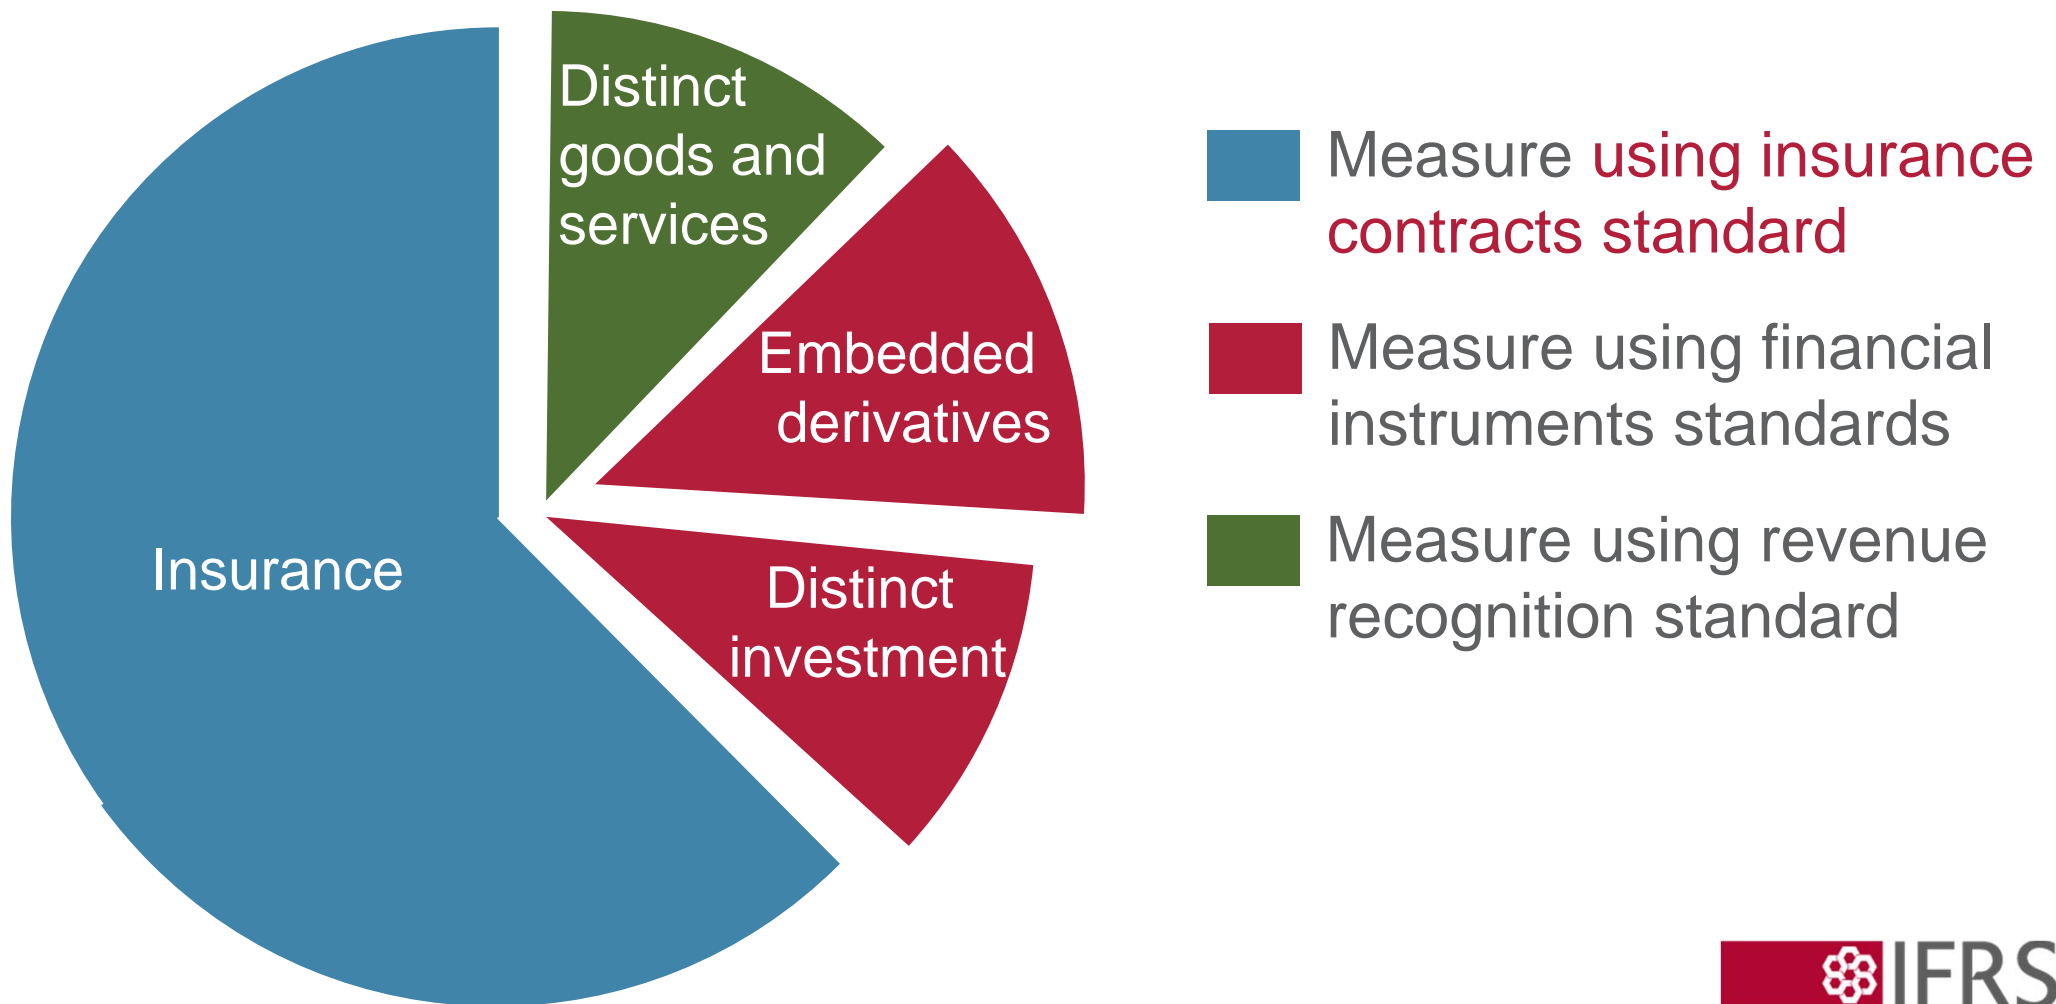 Distinct
goods and
services
Embedded
derivatives
Insurance
Distinct
investment
Measure using insurance
contracts standard
Measure using financial
instruments standards
Measure using revenue
recognition standard
IFRS